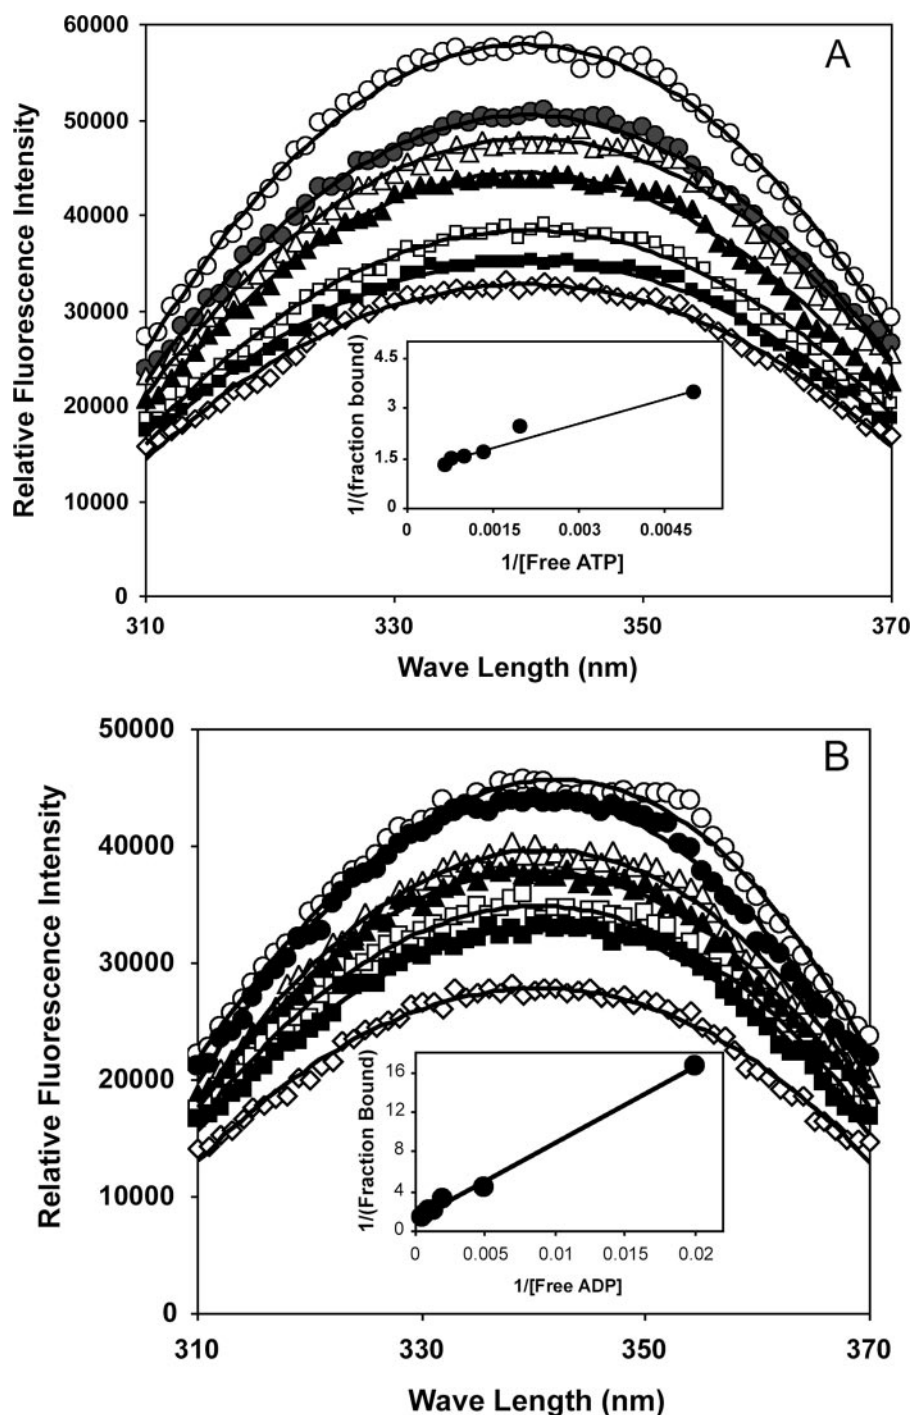 A
60000
50000
40000
30000
20000
10000
0
Relative Fluorescence Intensity
310 330 350 370
Wave Length (nm)
4.5
3
1.5
0
1/(fraction bound)
0 0.0015 0.003 0.0045
1/[Free ATP]
B
50000
40000
30000
20000
10000
0
Relative Fluorescence Intensity
310 330 350 370
Wave Length (nm)
16
12
8
4
0
1/(Fraction Bound)
0 0.005 0.01 0.015 0.02
1/[Free ADP]